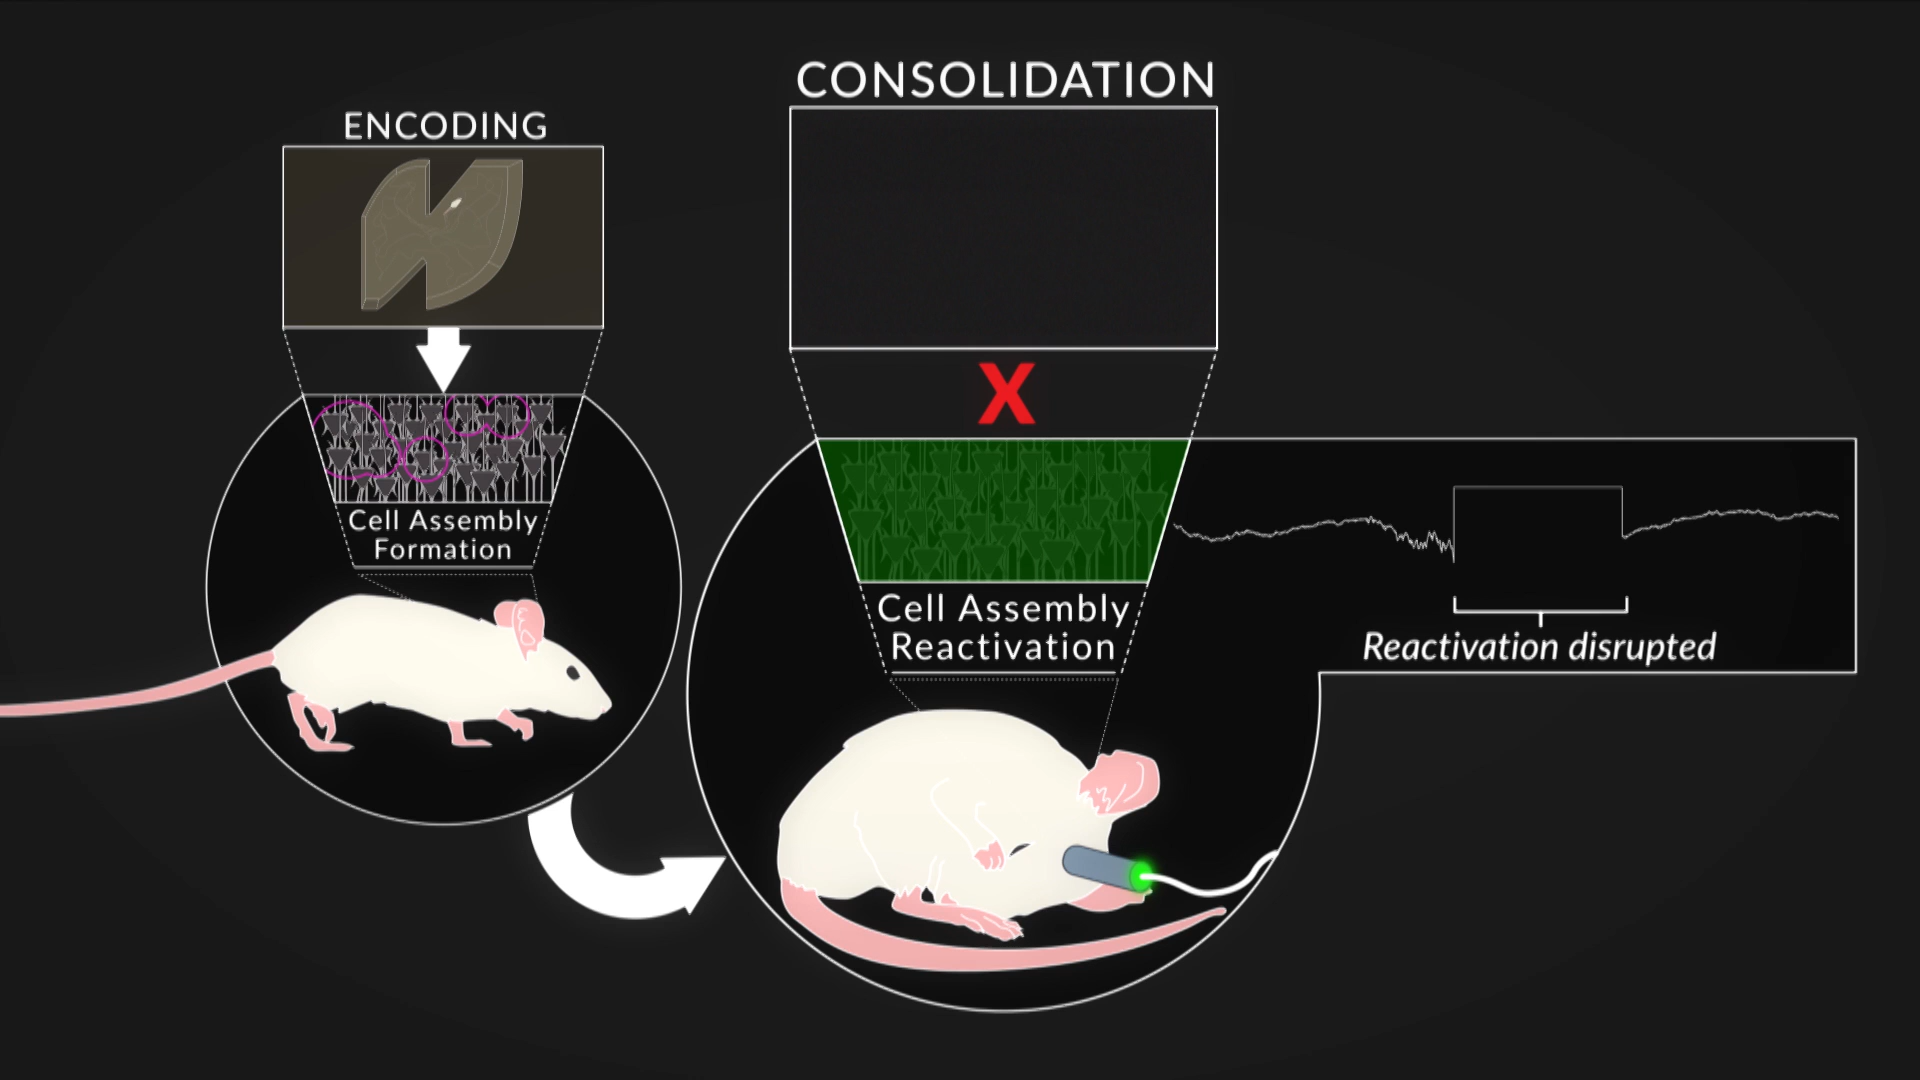 ENCODING
Cell Assembly
Formation
CONSOLIDATION
X
Cell Assembly
Reactivation
Reactivation disrupted